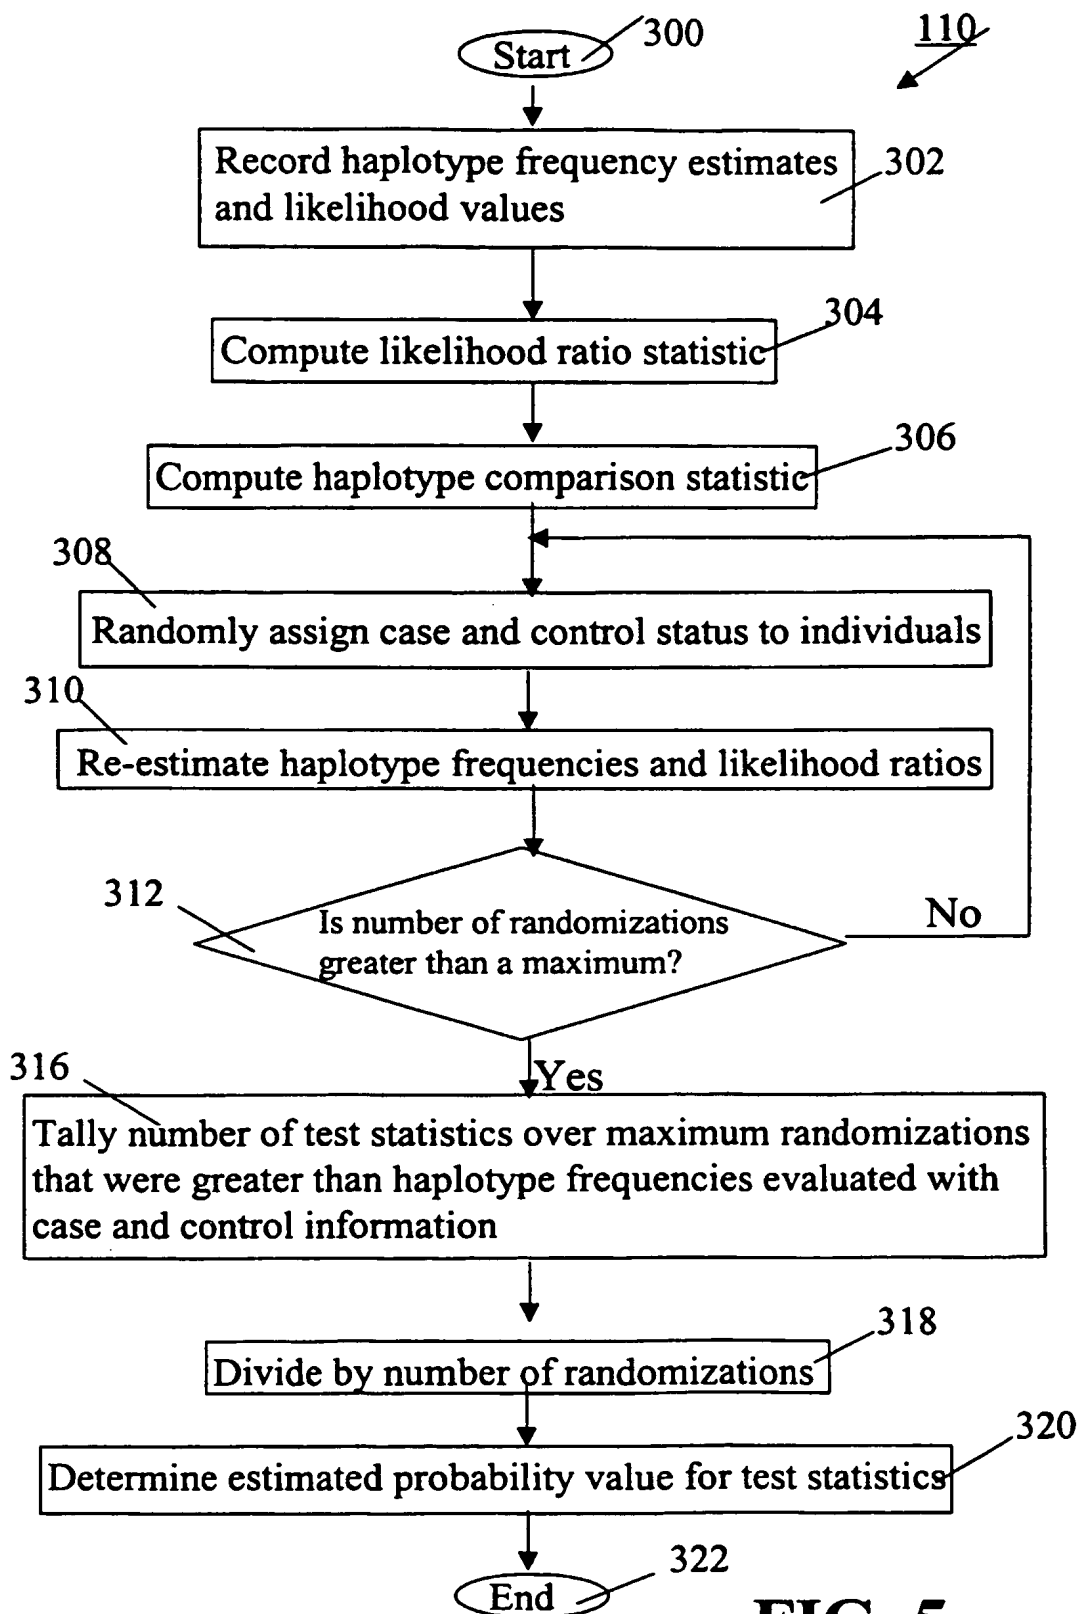 Start
300
110
Record haplotype frequency estimates
and likelihood values
302
304
Compute likelihood ratio statistic
306
Compute haplotype comparison statistic
308
Randomly assign case and control status to individuals
310
Re-estimate haplotype frequencies and likelihood ratios
312
Is number of randomizations
greater than a maximum?
No
316
Yes
Tally number of test statistics over maximum randomizations
that were greater than haplotype frequencies evaluated with
case and control information
318
Divide by number of randomizations
320
Determine estimated probability value for test statistics
322
End
FIG. 5